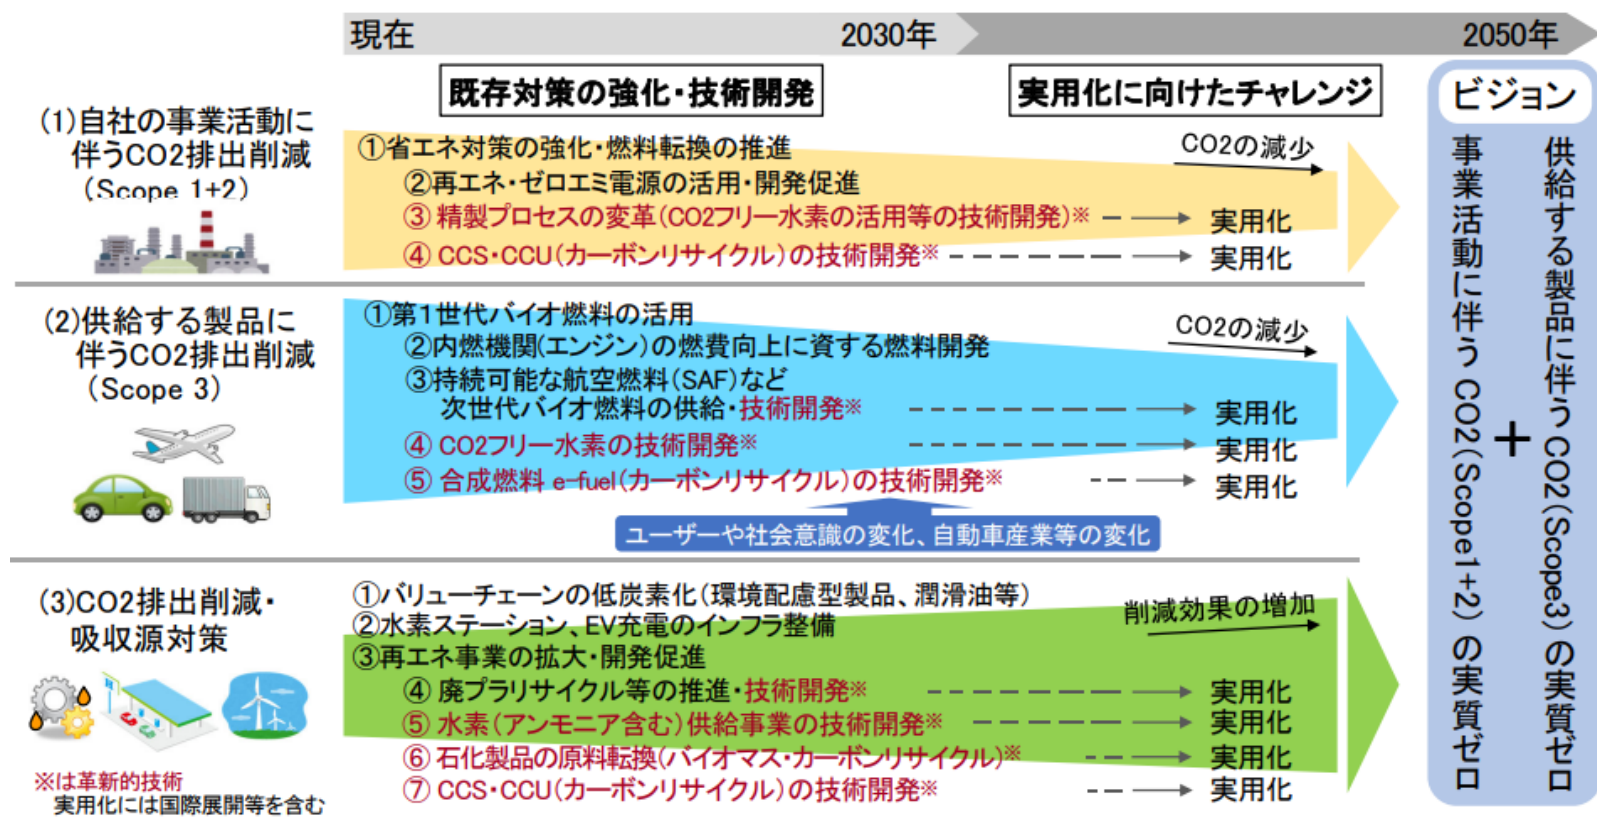 現在
2030年
2050年
既存対策の強化・技術開発
実用化に向けたチャレンジ
ビジョン
(1)自社の事業活動に
伴うCO2排出削減
(Scope 1+2)
①省エネ対策の強化・燃料転換の推進
②再エネ・ゼロエミ電源の活用・開発促進
③ 精製プロセスの変革(CO2フリー水素の活用等の技術開発)※
実用化
④ CCS・CCU(カーボンリサイクル)の技術開発※
実用化
CO2の減少
(2)供給する製品に
伴うCO2排出削減
(Scope 3)
①第1世代バイオ燃料の活用
②内燃機関(エンジン)の燃費向上に資する燃料開発
③持続可能な航空燃料(SAF)など
次世代バイオ燃料の供給・技術開発※
実用化
④ CO2フリー水素の技術開発※
実用化
⑤ 合成燃料 e-fuel(カーボンリサイクル)の技術開発※
実用化
CO2の減少
ユーザーや社会意識の変化、自動車産業等の変化
(3)CO2排出削減・
吸収源対策
①バリューチェーンの低炭素化(環境配慮型製品、潤滑油等)
②水素ステーション、EV充電のインフラ整備
③再エネ事業の拡大・開発促進
④ 廃プラリサイクル等の推進・技術開発※
実用化
⑤ 水素(アンモニア含む)供給事業の技術開発※
実用化
⑥ 石化製品の原料転換(バイオマス・カーボンリサイクル)※
実用化
⑦ CCS・CCU(カーボンリサイクル)の技術開発※
実用化
削減効果の増加
※は革新的技術
実用化には国際展開等を含む
事業活動に伴うCO2(Scope1+2)の実質ゼロ
+
供給する製品に伴うCO2(Scope3)の実質ゼロ